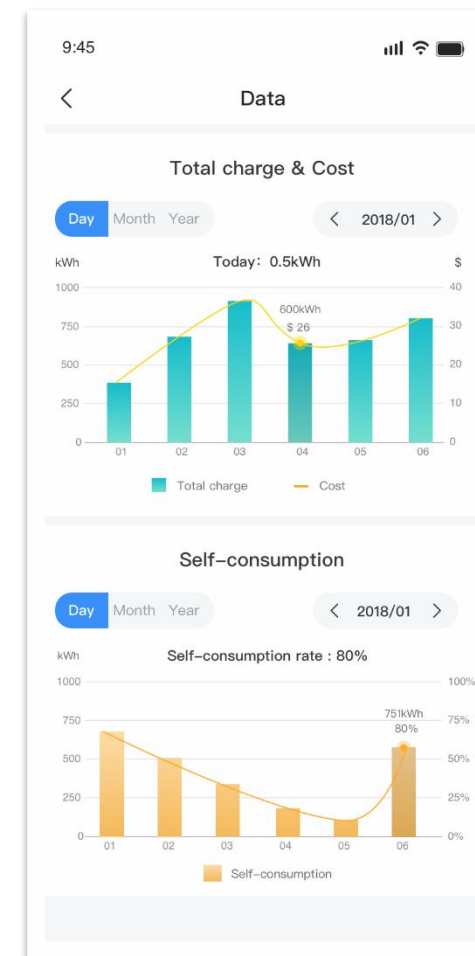 9:45
Data
Total charge & Cost
Day Month Year
2018/01
kWh Today: 0.5kWh $
1000 40
600kWh
750 $ 26 30
500 20
250 10
0 0
01 02 03 04 05 06
Total charge Cost
Self-consumption
Day Month Year
2018/01
kWh Self-consumption rate : 80%
1000 100%
751kWh
750 75%
80%
500 50%
250 25%
0 0%
01 02 03 04 05 06
Self-consumption